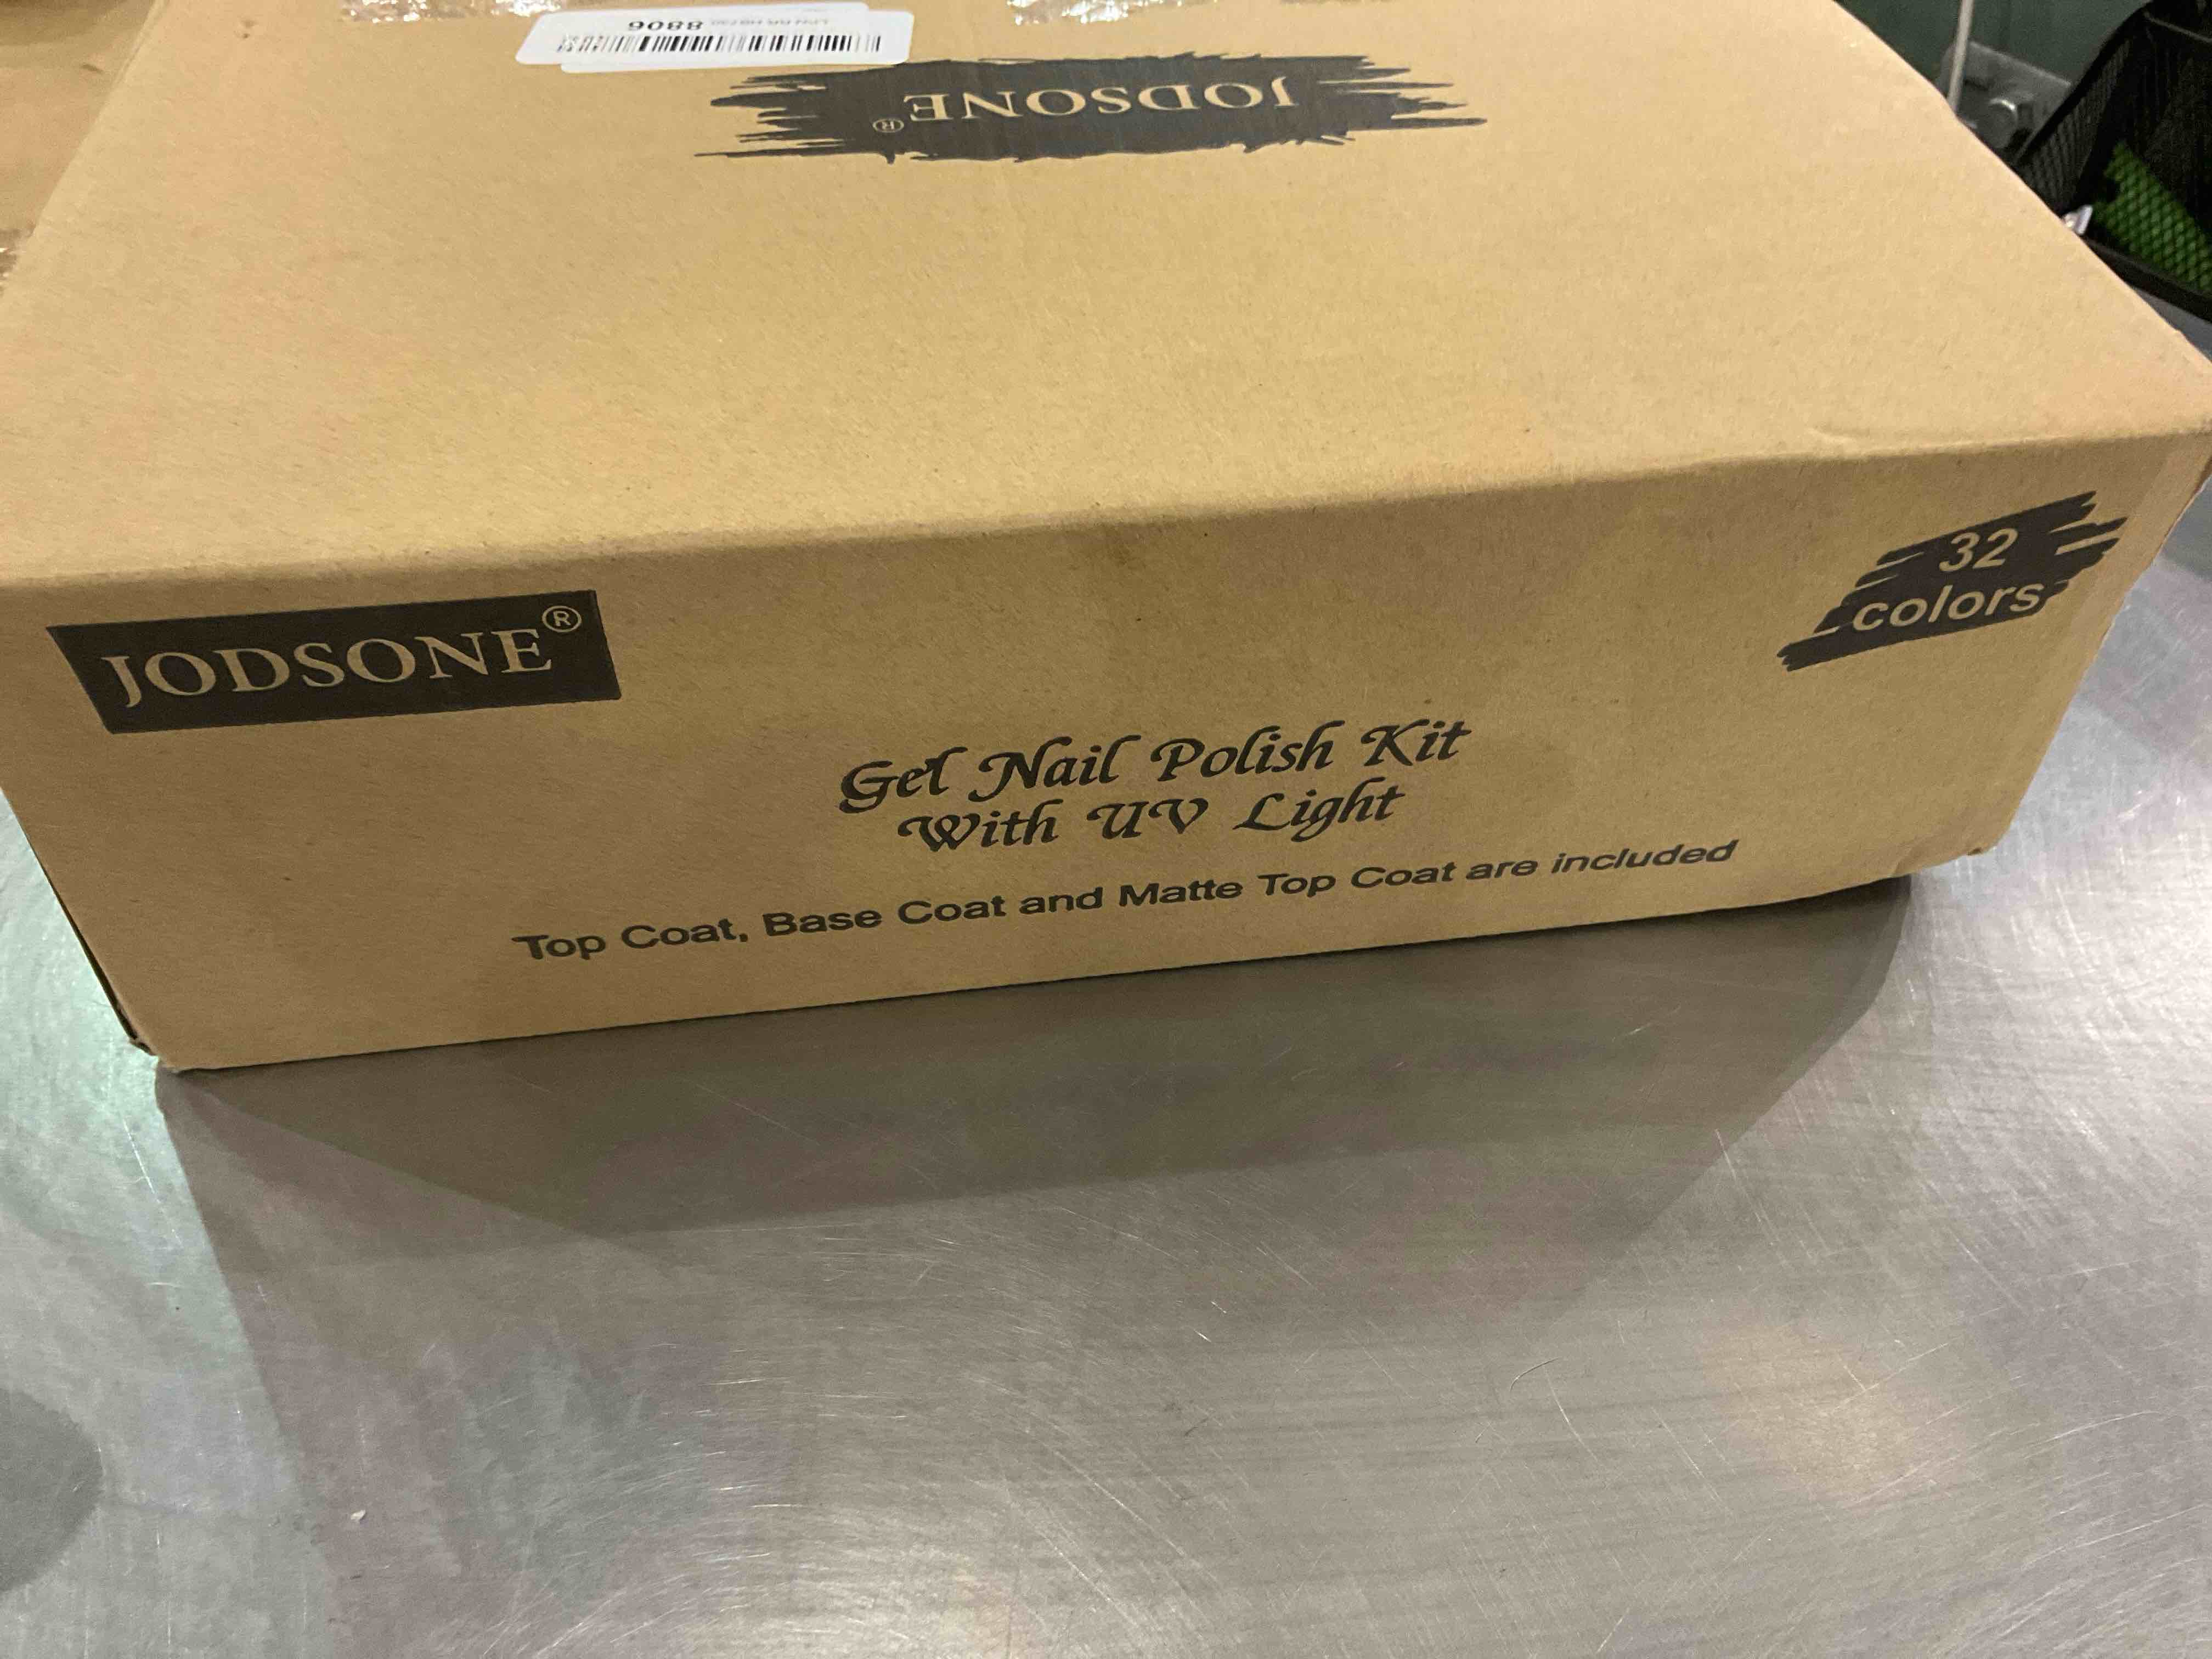 8806
JODSONE®
JODSONE®
32
colors
Gel Nail Polish Kit
With UV Light
Top Coat, Base Coat and Matte Top Coat are included